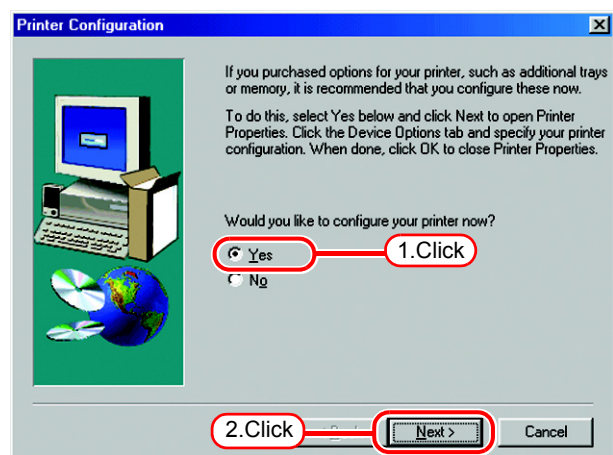 Printer Configuration
If you purchased options for your printer, such as additional trays
or memory, it is recommended that you configure these now.
To do this, select Yes below and click Next to open Printer
Properties. Click the Device Options tab and specify your printer
configuration. When done, click OK to close Printer Properties.
Would you like to configure your printer now?
Yes
1.Click
No
2.Click
Next >
Cancel